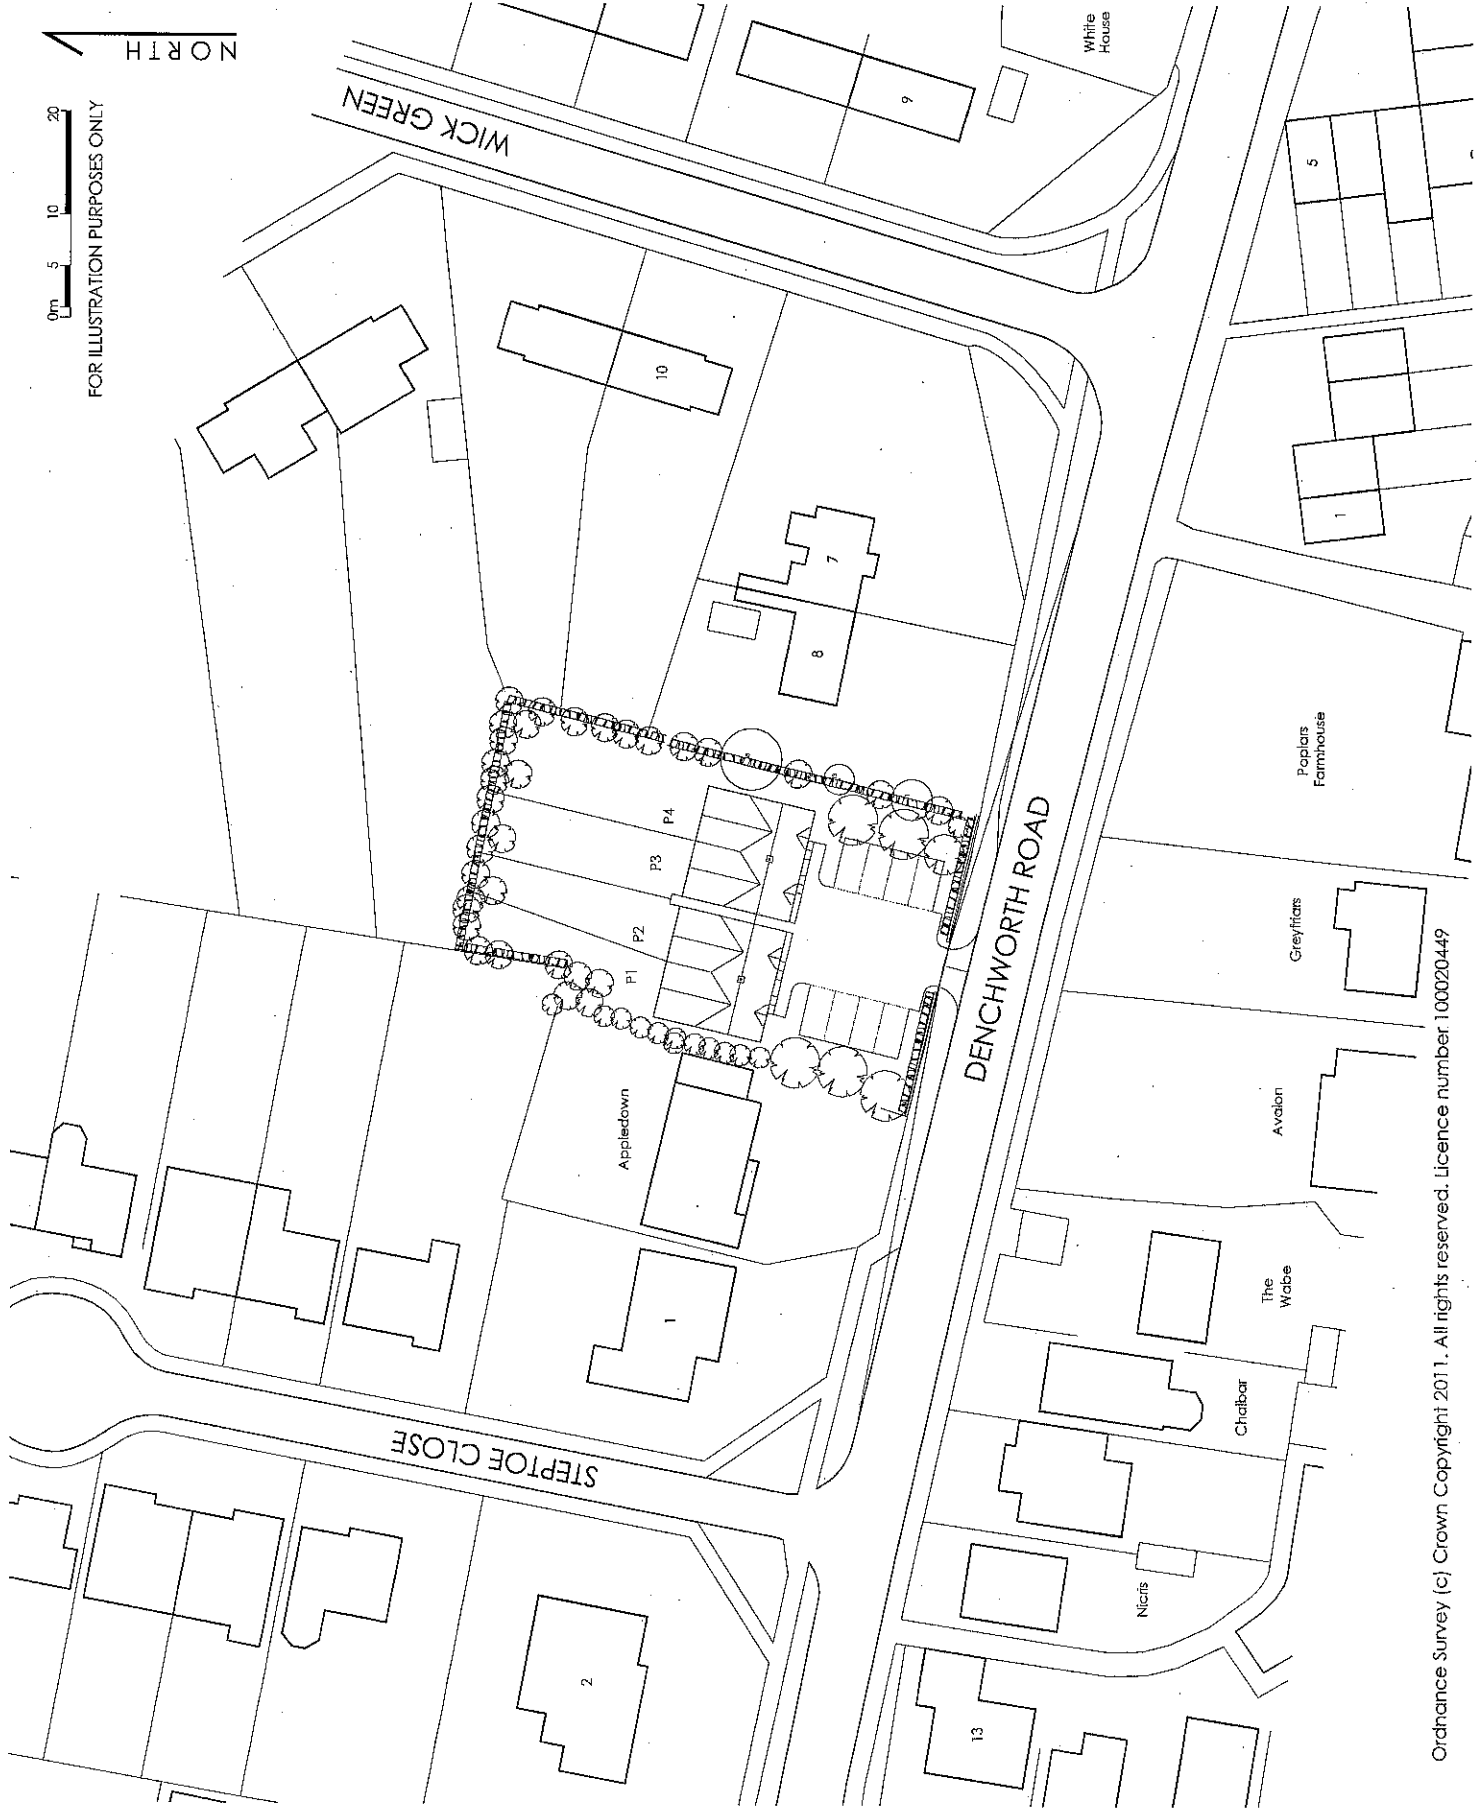 NORTH
0m 5 10 20
FOR ILLUSTRATION PURPOSES ONLY
WICK GREEN
White
House
9
5
10
7
8
1
P4
P3
P2
P1
DENCHWORTH ROAD
Poplars
Farmhouse
Greyfriars
Appledown
Avalon
1
The
Wabe
Chalbar
STEPTOE CLOSE
Nicris
2
13
Ordnance Survey (c) Crown Copyright 2011. All rights reserved. Licence number 100020449